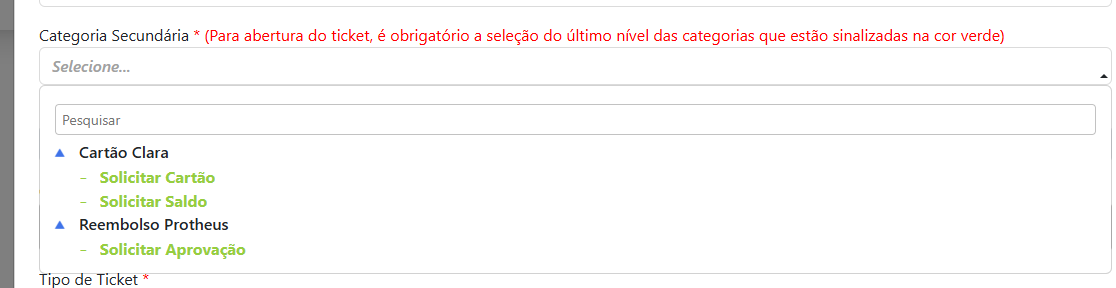 Categoria Secundária * (Para abertura do ticket, é obrigatório a seleção do último nível das categorias que estão sinalizadas na cor verde)
Selecione...
Pesquisar
Cartão Clara
- Solicitar Cartão
- Solicitar Saldo
Reembolso Protheus
- Solicitar Aprovação
Tipo de Ticket *